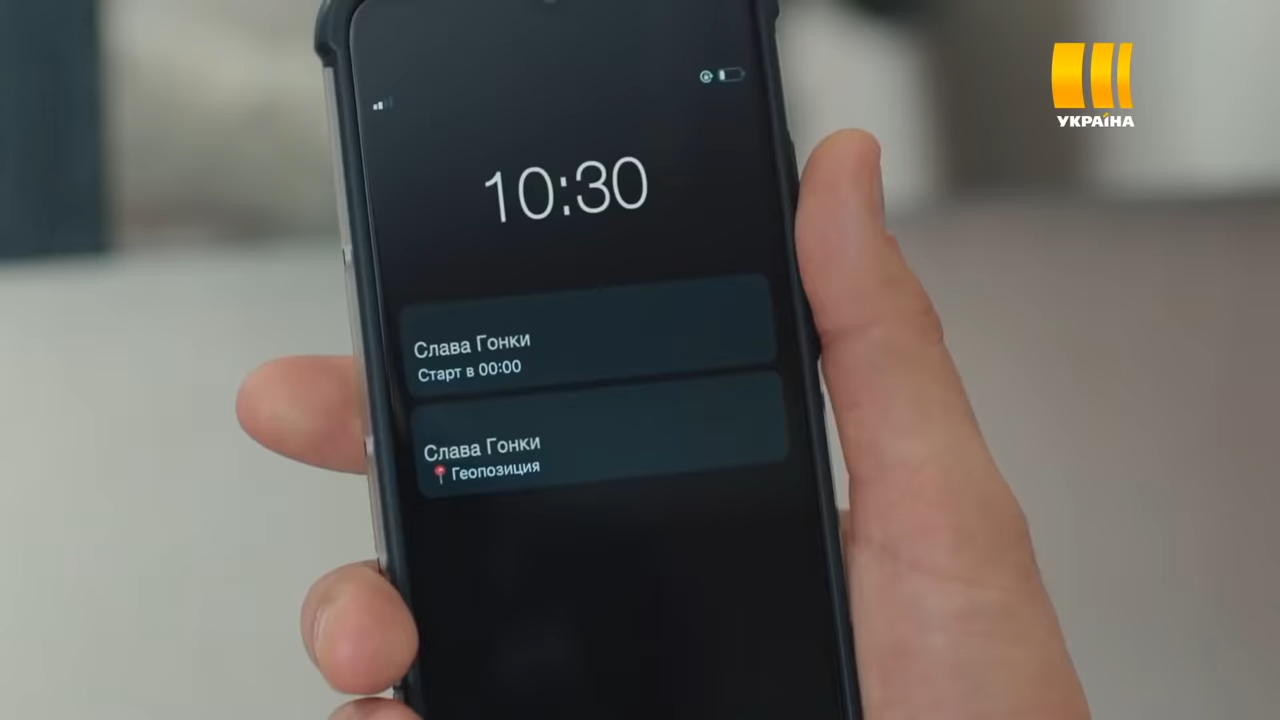 УКРАЇНА
10:30
Слава Гонки
Старт в 00:00
Слава Гонки
📍 Геопозиция